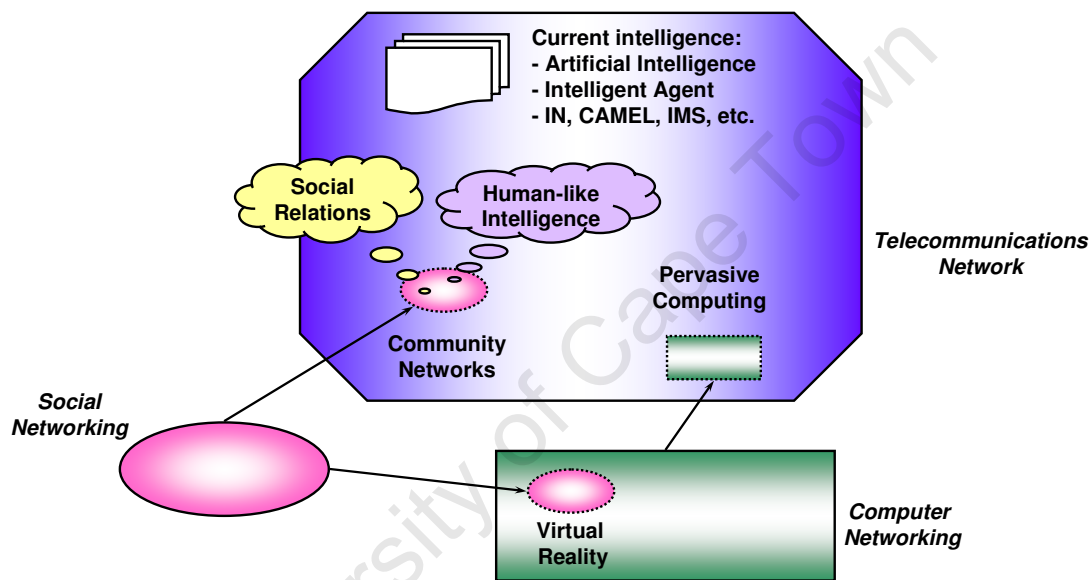 Current intelligence:
- Artificial Intelligence
- Intelligent Agent
- IN, CAMEL, IMS, etc.
Social
Relations
Human-like
Intelligence
Telecommunications
Network
Pervasive
Computing
Community
Networks
Social
Networking
Virtual
Reality
Computer
Networking
ersity of Cape Town